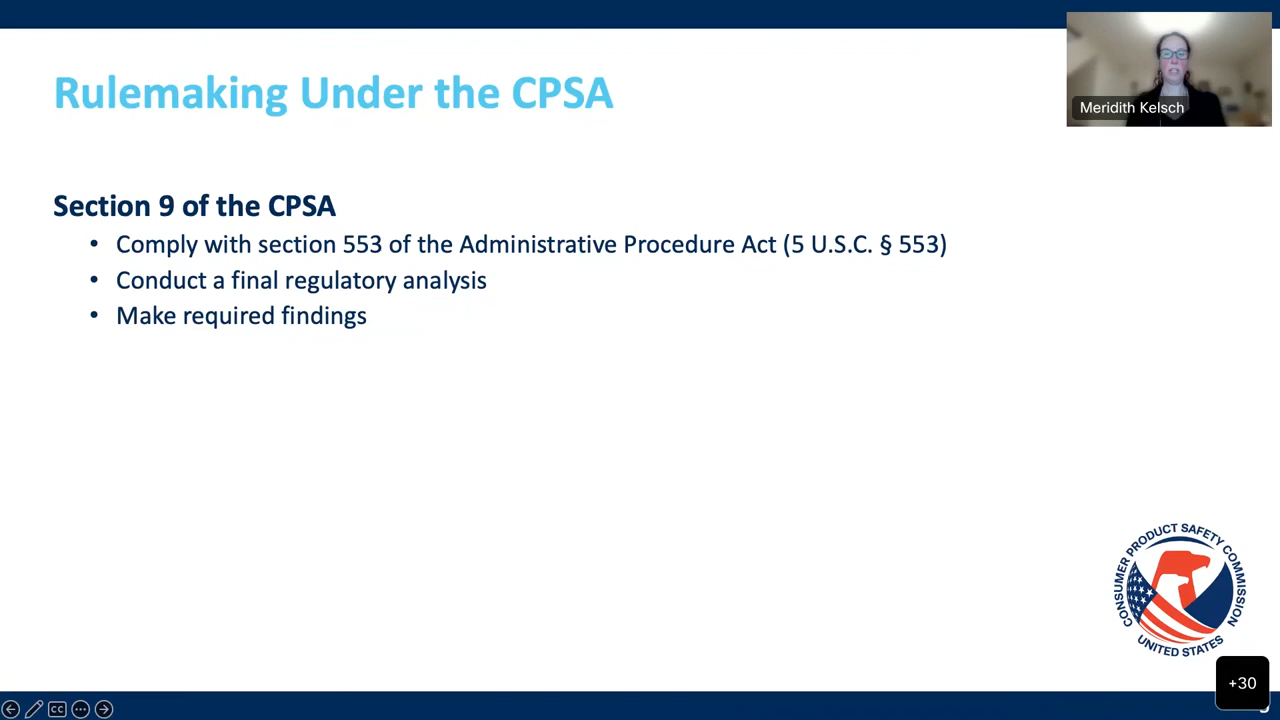 Rulemaking Under the CPSA
Meridith Kelsch
Section 9 of the CPSA
• Comply with section 553 of the Administrative Procedure Act (5 U.S.C. § 553)
• Conduct a final regulatory analysis
• Make required findings
CONSUMER PRODUCT SAFETY COMMISSION
UNITED STATES
+30
CC